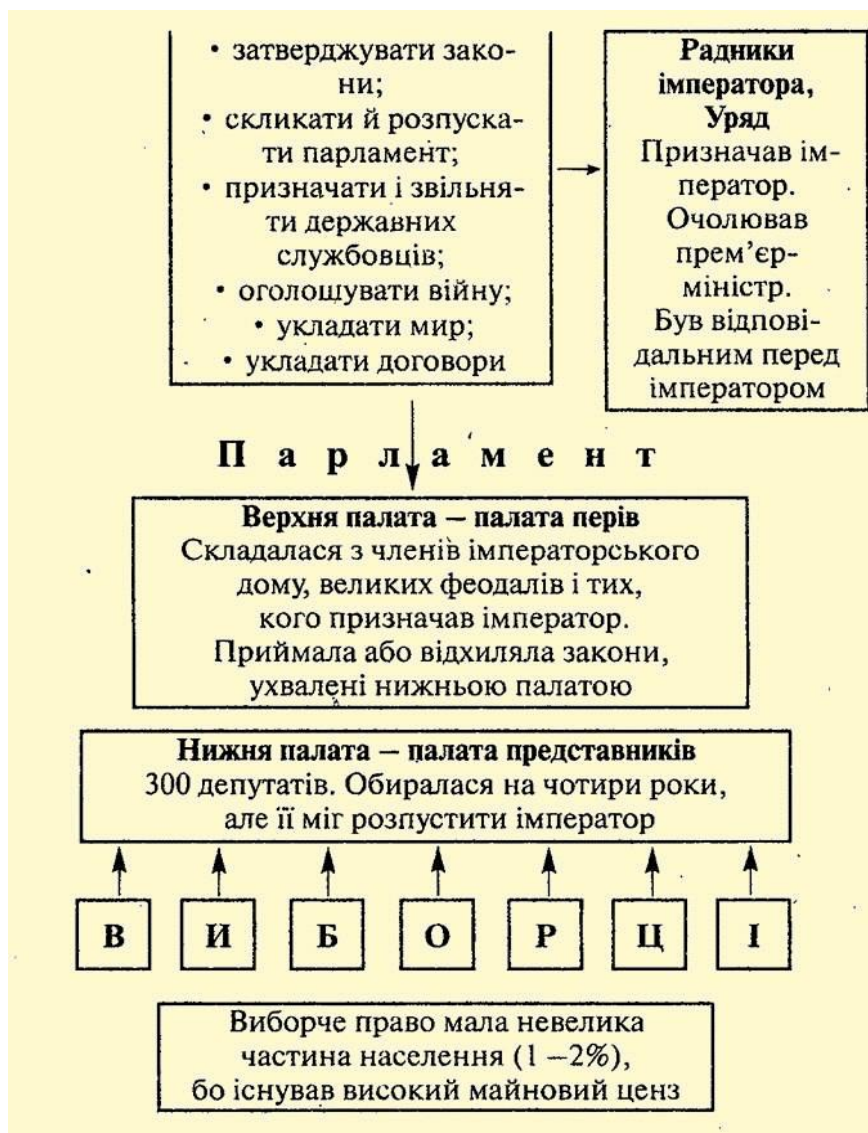 • затверджувати зако-
ни;
• скликати й розпуска-
ти парламент;
• призначати і звільня-
ти державних
службовців;
• оголошувати війну;
• укладати мир;
• укладати договори
Радники
імператора,
Уряд
Призначав ім-
ператор.
Очолював
прем’єр-
міністр.
Був відпові-
дальним перед
імператором
Парламент
Верхня палата — палата перів
Складалася з членів імператорського
дому, великих феодалів і тих,
кого призначав імператор.
Приймала або відхиляла закони,
ухвалені нижньою палатою
Нижня палата — палата представників
300 депутатів. Обиралася на чотири роки,
але її міг розпустити імператор
В И Б О Р Ц І
Виборче право мала невелика
частина населення (1 —2%),
бо існував високий майновий ценз